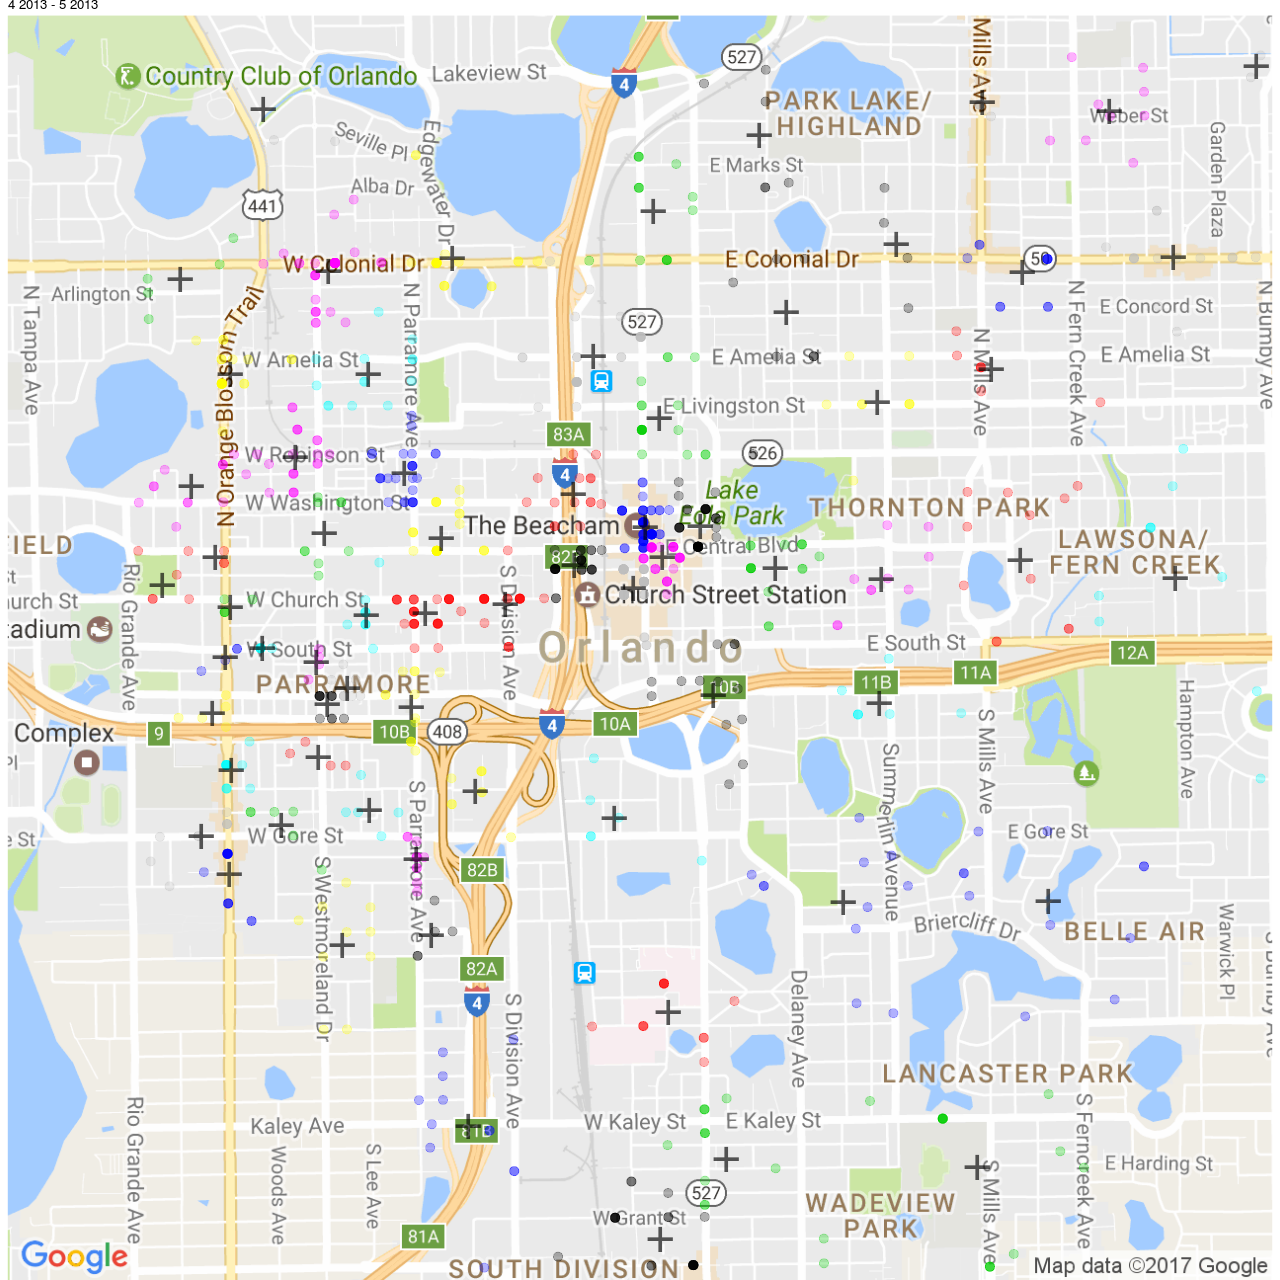 4 2013 - 5 2013
527
Country Club of Orlando
Lakeview St
4
Mills Ave
PARK LAKE/
HIGHLAND
Weber St
Seville Pl
Edgewater Dr
E Marks St
Garden Plaza
Alba Dr
441
W Colonial Dr
E Colonial Dr
50
Arlington St
N Tampa Ave
N Orange Blossom Trail
N Parramore Ave
527
E Concord St
N Fern Creek Ave
N Bumby Ave
W Amelia St
E Amelia St
N Mills Ave
E Amelia St
E Livingston St
83A
W Robinson St
526
4
W Washington St
Lake
Eola Park
THORNTON PARK
The Beacham
E Central Blvd
FIELD
LAWSONA/
FERN CREEK
Rio Grande Ave
S Division Ave
W Church St
Church Street Station
tadium
W South St
Orlando
E South St
12A
11A
11B
PARRAMORE
10B
Complex
9
10B
408
4
10A
S Mills Ave
Hampton Ave
Summerlin Avenue
S Parramore Ave
W Gore St
E Gore St
e St
82B
S Westmoreland Dr
Briercliff Dr
BELLE AIR
Warwick Pl
82A
4
S Division Ave
Delaney Ave
LANCASTER PARK
Rio Grande Ave
Kaley Ave
W Kaley St
E Kaley St
S Ferncreek Ave
Woods Ave
S Lee Ave
E Harding St
S Mills Ave
527
WADEVIEW
PARK
W Grant St
81A
SOUTH DIVISION
Google
Map data ©2017 Google